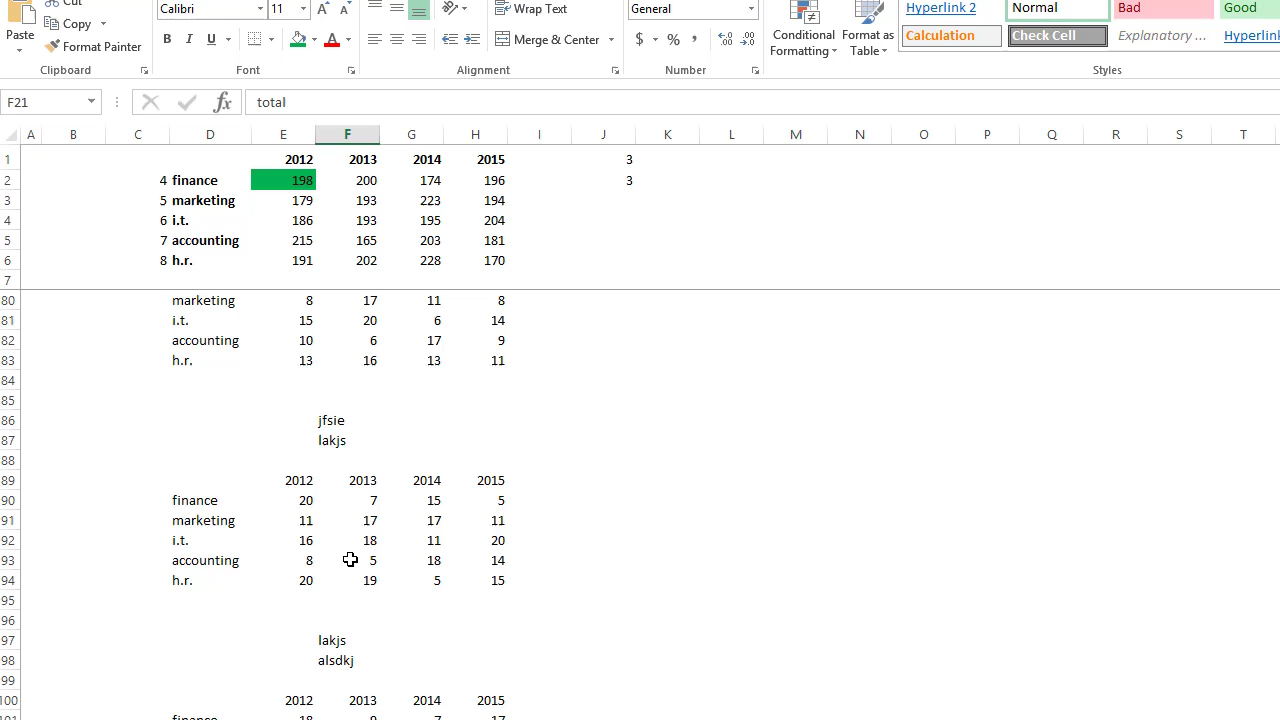 Cut
Calibri 11 A A Wrap Text General Hyperlink 2 Normal Bad Good
Paste Copy
Format Painter B I U A Merge & Center $ % , Conditional Formatting Format as Table Calculation Check Cell Explanatory ... Hyperlink
Clipboard Font Alignment Number Styles
F21 fx total
A B C D E F G H I J K L M N O P Q R S T
1 2012 2013 2014 2015 3
2 4 finance 198 200 174 196 3
3 5 marketing 179 193 223 194
4 6 i.t. 186 193 195 204
5 7 accounting 215 165 203 181
6 8 h.r. 191 202 228 170
7
80 marketing 8 17 11 8
81 i.t. 15 20 6 14
82 accounting 10 6 17 9
83 h.r. 13 16 13 11
84
85
86 jfsie
87 lakjs
88
89 2012 2013 2014 2015
90 finance 20 7 15 5
91 marketing 11 17 17 11
92 i.t. 16 18 11 20
93 accounting 8 5 18 14
94 h.r. 20 19 5 15
95
96
97 lakjs
98 alsdkj
99
100 2012 2013 2014 2015
101 finance 18 9 7 17